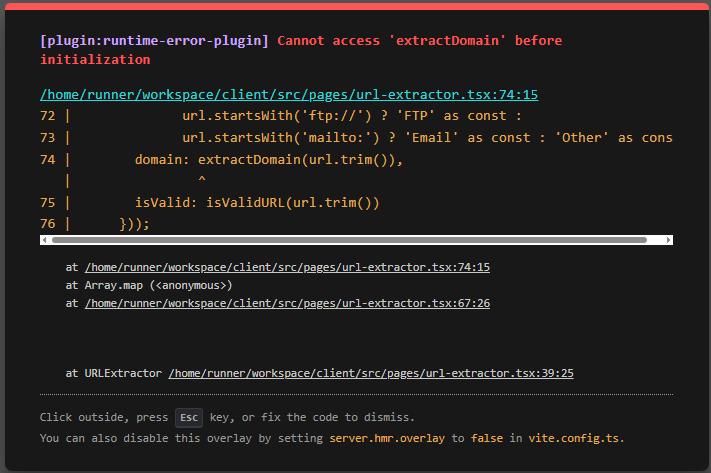 [plugin:runtime-error-plugin] Cannot access 'extractDomain' before
initialization
/home/runner/workspace/client/src/pages/url-extractor.tsx:74:15
72 |              url.startsWith('ftp://') ? 'FTP' as const :
73 |              url.startsWith('mailto:') ? 'Email' as const : 'Other' as cons
74 |        domain: extractDomain(url.trim()),
   |                ^
75 |        isValid: isValidURL(url.trim())
76 |      }));
at /home/runner/workspace/client/src/pages/url-extractor.tsx:74:15
at Array.map (<anonymous>)
at /home/runner/workspace/client/src/pages/url-extractor.tsx:67:26
at URLExtractor /home/runner/workspace/client/src/pages/url-extractor.tsx:39:25
Click outside, press Esc key, or fix the code to dismiss.
You can also disable this overlay by setting server.hmr.overlay to false in vite.config.ts.